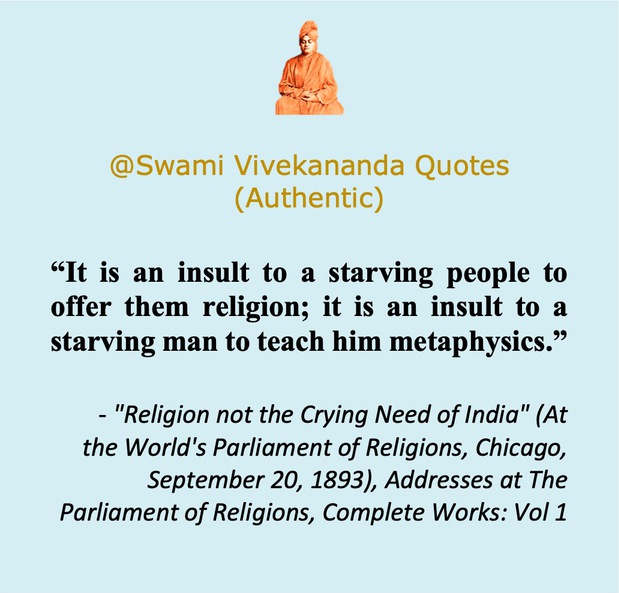 @Swami Vivekananda Quotes
(Authentic)
“It is an insult to a starving people to
offer them religion; it is an insult to a
starving man to teach him metaphysics.”
- "Religion not the Crying Need of India" (At
the World's Parliament of Religions, Chicago,
September 20, 1893), Addresses at The
Parliament of Religions, Complete Works: Vol 1